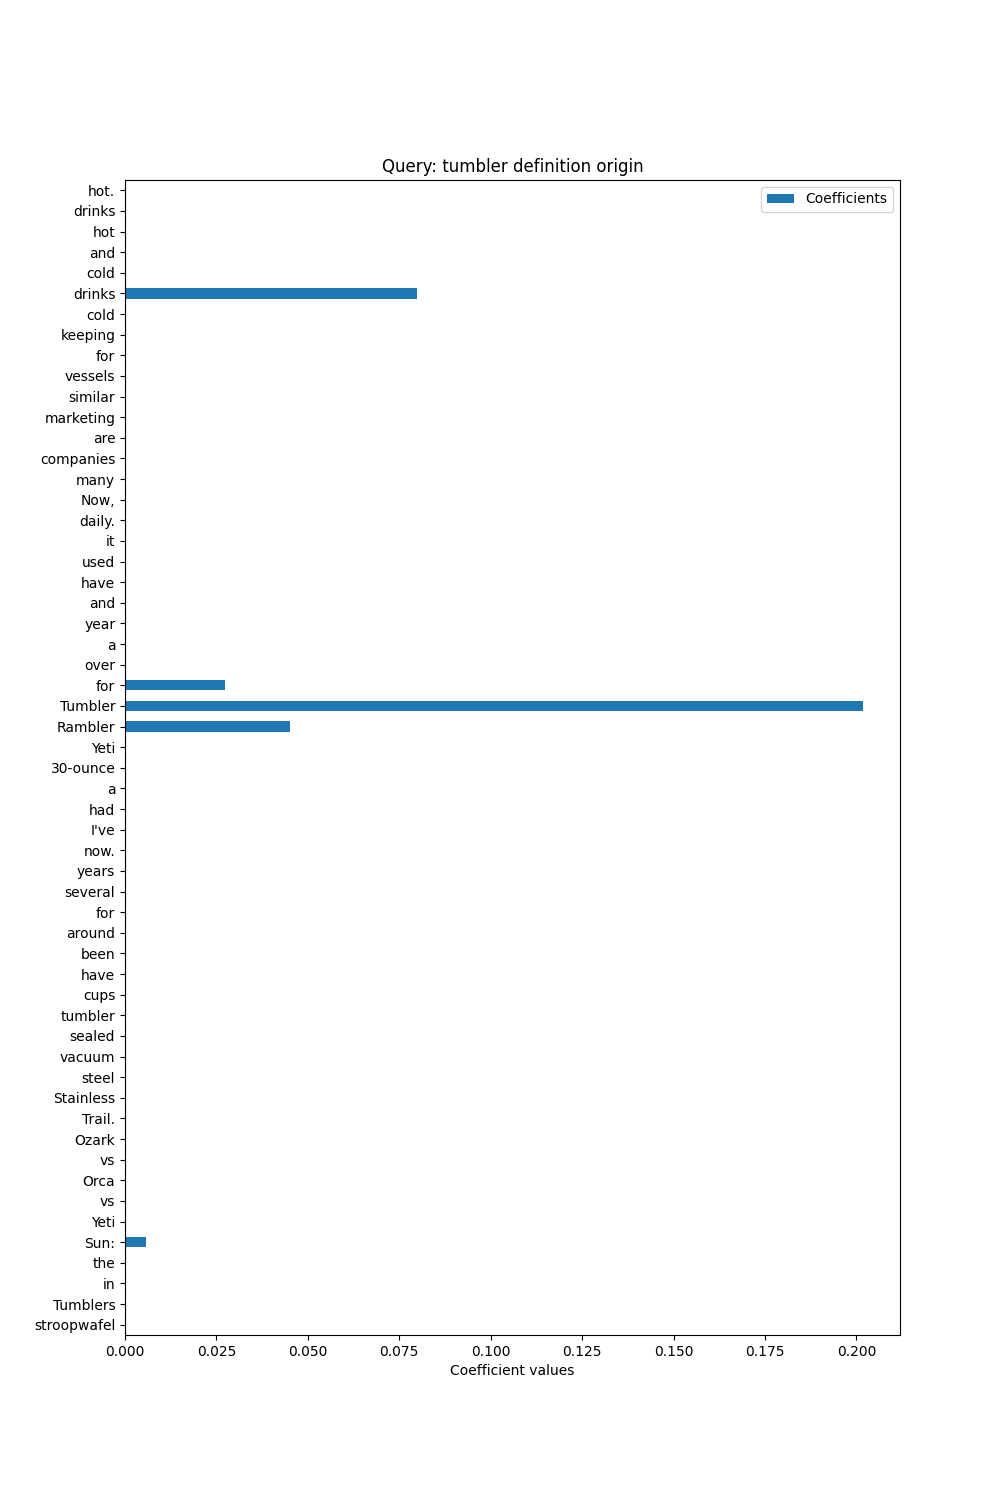 Query: tumbler definition origin
Coefficients
hot.
drinks
hot
and
cold
drinks
cold
keeping
for
vessels
similar
marketing
are
companies
many
Now,
daily.
it
used
have
and
year
a
over
for
Tumbler
Rambler
Yeti
30-ounce
a
had
I've
now.
years
several
for
around
been
have
cups
tumbler
sealed
vacuum
steel
Stainless
Trail.
Ozark
vs
Orca
vs
Yeti
Sun:
the
in
Tumblers
stroopwafel
0.000 0.025 0.050 0.075 0.100 0.125 0.150 0.175 0.200
Coefficient values